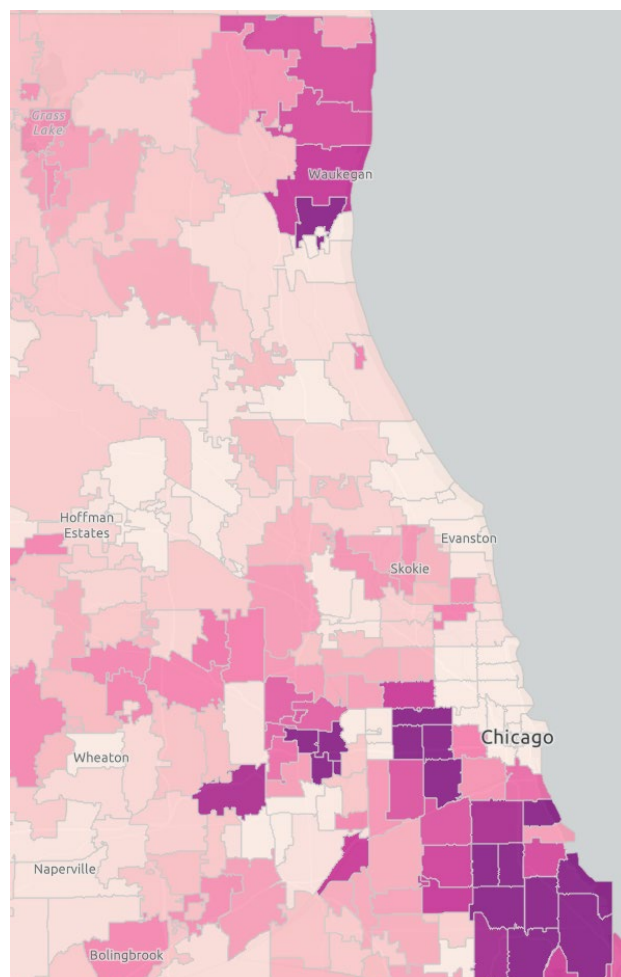 Grass
Lake
Waukegan
Hoffman
Estates
Evanston
Skokie
Chicago
Wheaton
Naperville
Bolingbrook